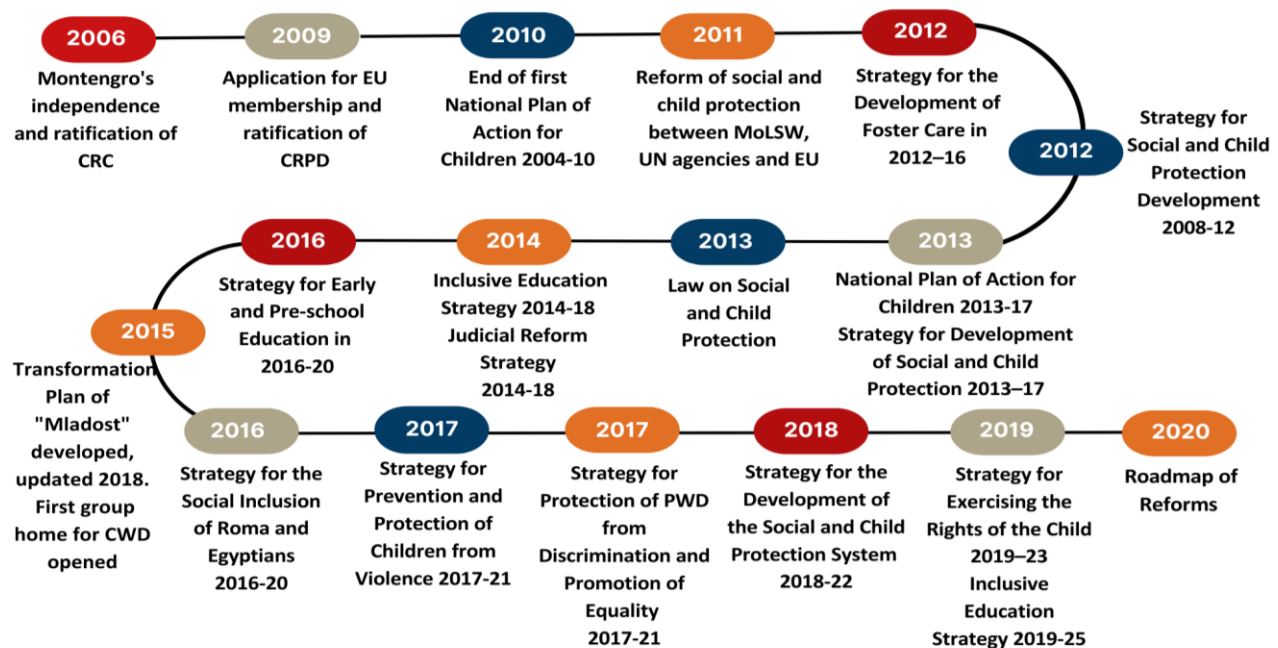 2006
Montengro's
independence
and ratification of
CRC
2009
Application for EU
membership and
ratification of
CRPD
2010
End of first
National Plan of
Action for
Children 2004-10
2011
Reform of social and
child protection
between MoLSW,
UN agencies and EU
2012
Strategy for the
Development of
Foster Care in
2012–16
2012
Strategy for
Social and Child
Protection
Development
2008-12
2013
National Plan of Action for
Children 2013-17
Strategy for Development
of Social and Child
Protection 2013–17
2013
Law on Social
and Child
Protection
2014
Inclusive Education
Strategy 2014-18
Judicial Reform
Strategy
2014-18
2016
Strategy for Early
and Pre-school
Education in
2016-20
2015
Transformation
Plan of
"Mladost"
developed,
updated 2018.
First group
home for CWD
opened
2016
Strategy for the
Social Inclusion
of Roma and
Egyptians
2016-20
2017
Strategy for
Prevention and
Protection of
Children from
Violence 2017-21
2017
Strategy for
Protection of PWD
from
Discrimination and
Promotion of
Equality
2017-21
2018
Strategy for the
Development of
the Social and Child
Protection System
2018-22
2019
Strategy for
Exercising the
Rights of the Child
2019–23
Inclusive
Education
Strategy 2019-25
2020
Roadmap of
Reforms